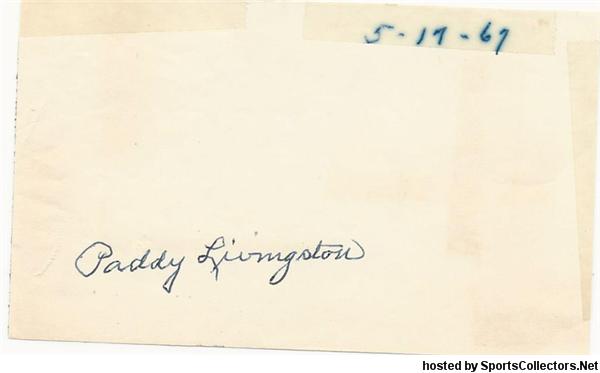 5-17-67
Paddy Livingston
hosted by SportsCollectors.Net